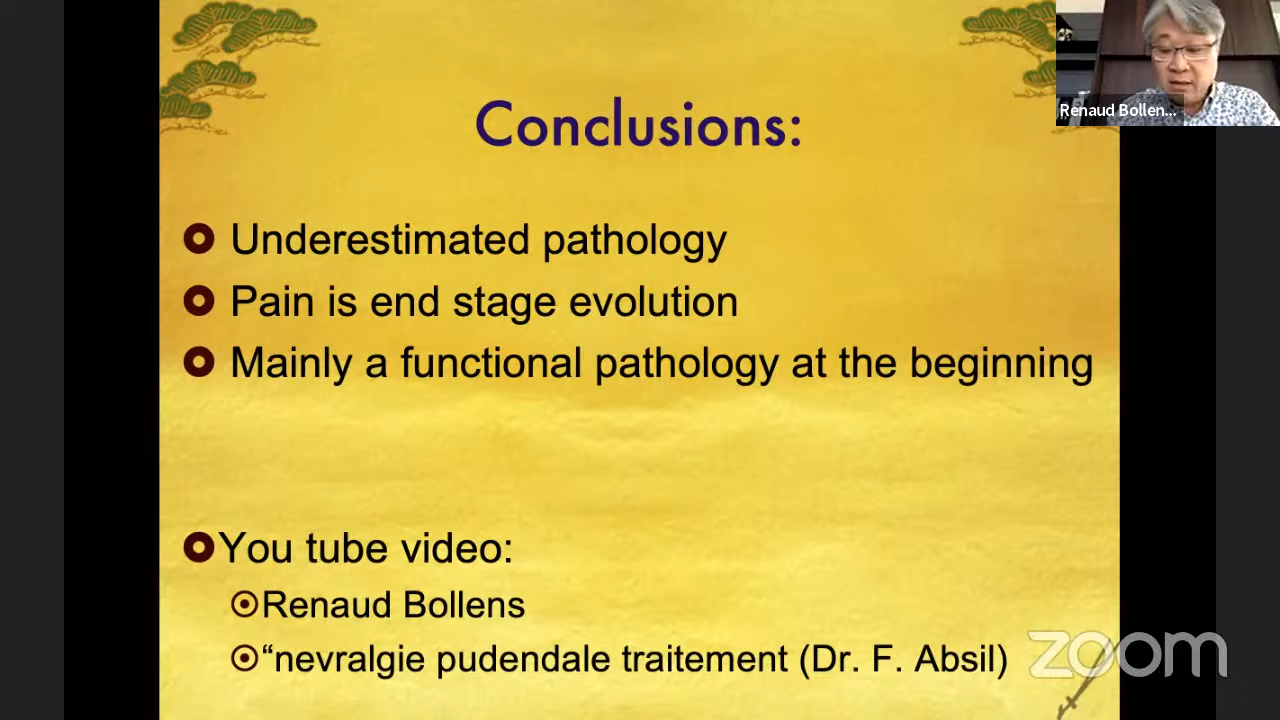 Conclusions:
Renaud Bollen...
Underestimated pathology
Pain is end stage evolution
Mainly a functional pathology at the beginning
You tube video:
Renaud Bollens
“nevralgie pudendale traitement (Dr. F. Absil)
zoom